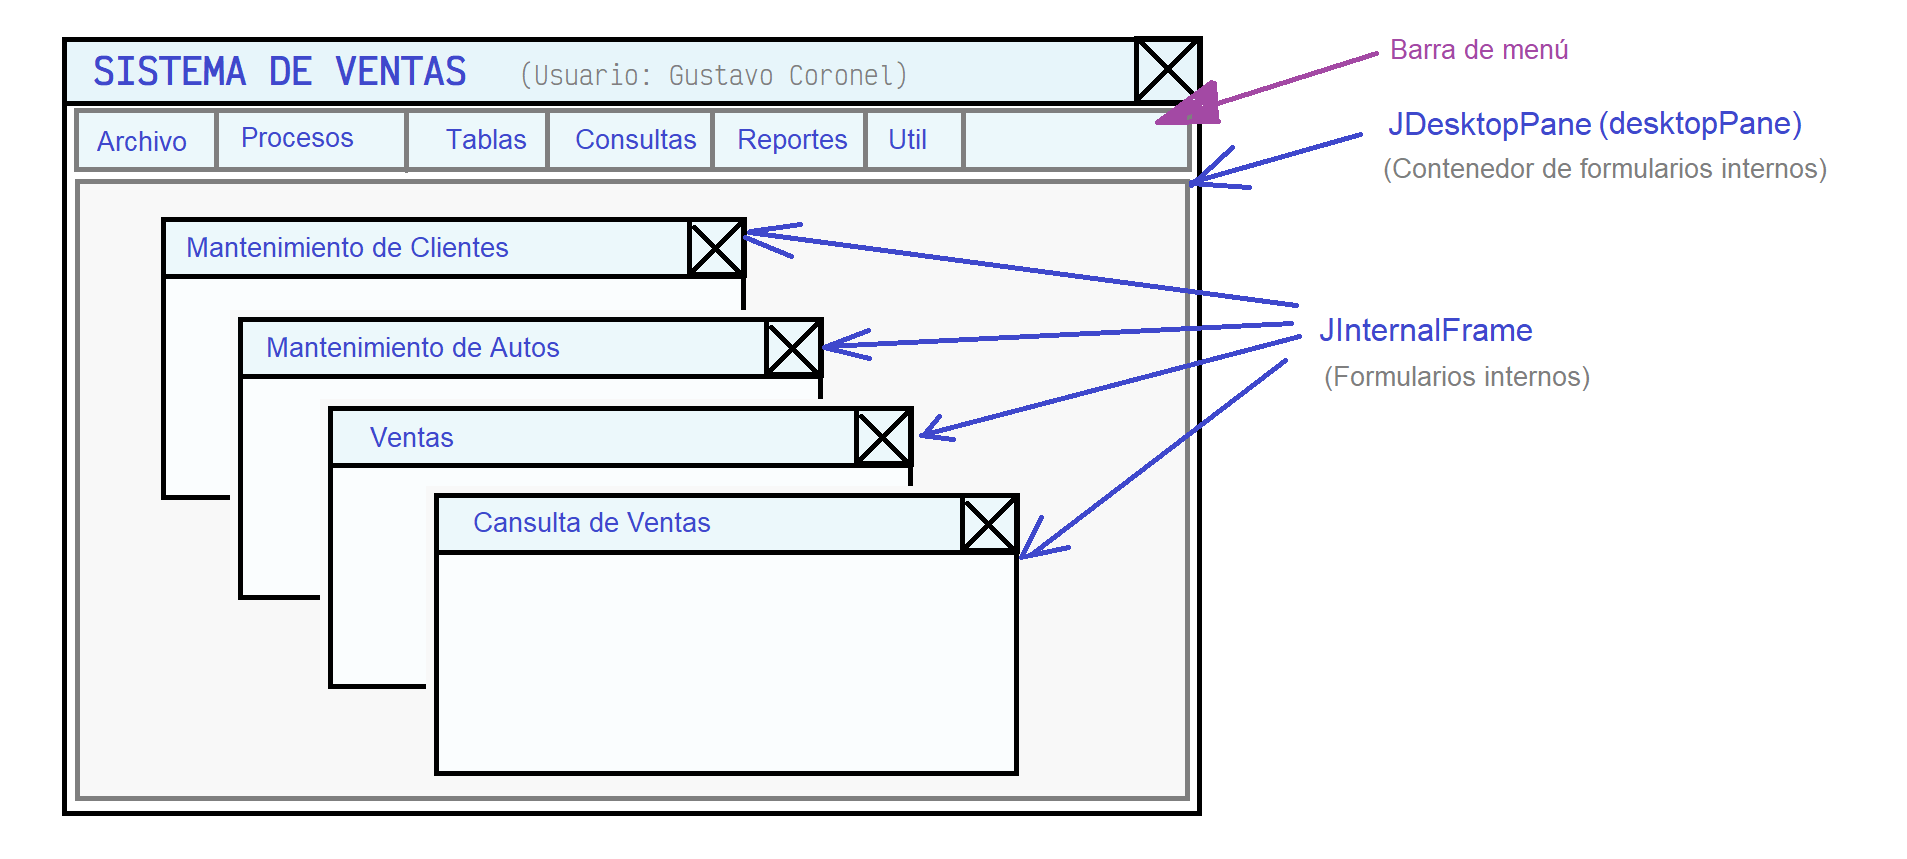 SISTEMA DE VENTAS (Usuario: Gustavo Coronel)
Barra de menú
Archivo Procesos Tablas Consultas Reportes Util
JDesktopPane (desktopPane)
(Contenedor de formularios internos)
Mantenimiento de Clientes
Mantenimiento de Autos
JInternalFrame
(Formularios internos)
Ventas
Cansulta de Ventas